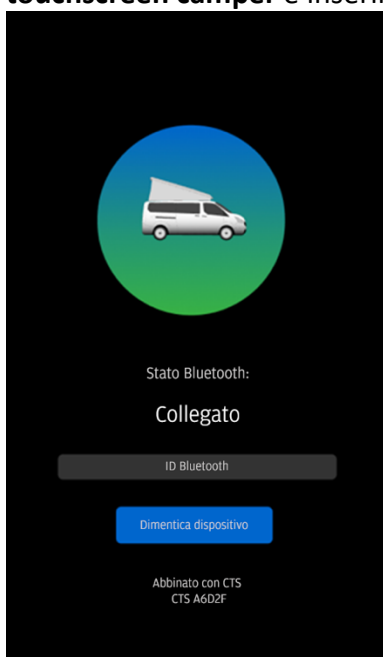 touchscreen camper
Stato Bluetooth:
Collegato
ID Bluetooth
Dimentica dispositivo
Abbinato con CTS
CTS A6D2F